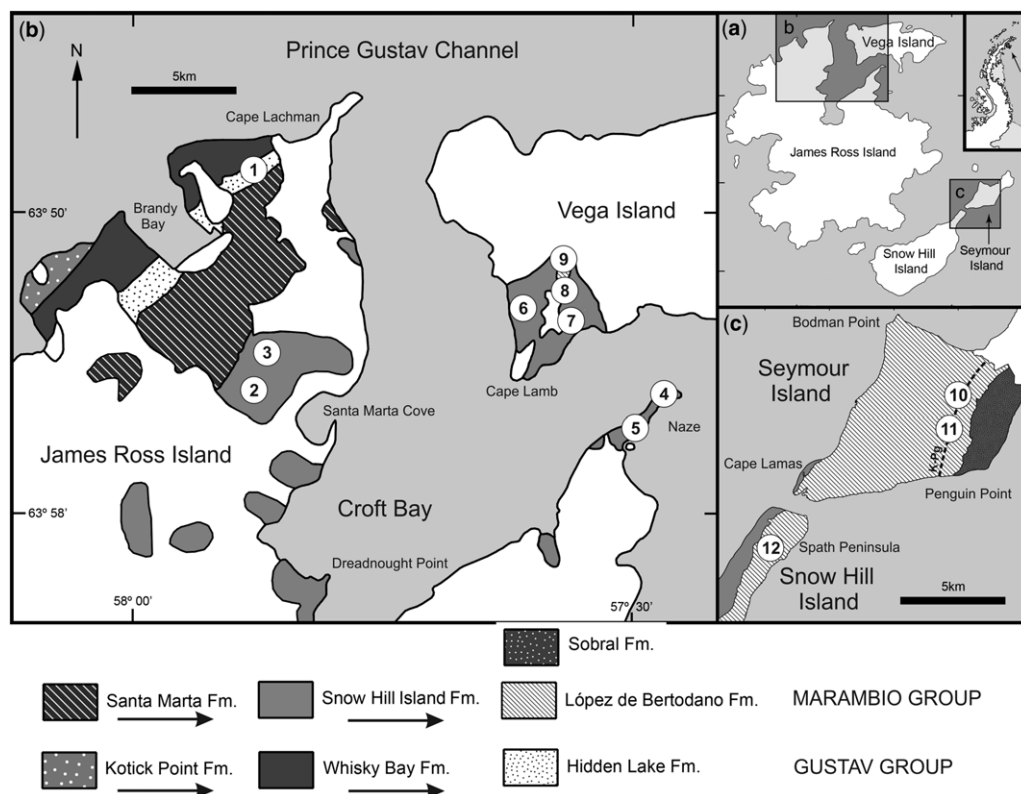 (b)
N
5km
Prince Gustav Channel
Cape Lachman
1
Brandy
Bay
63º 50'
Vega Island
9
8
6
7
3
2
Cape Lamb
4
Naze
5
Santa Marta Cove
James Ross Island
63º 58'
Croft Bay
Dreadnought Point
58º 00'
57º 30'
(a)
b
Vega Island
James Ross Island
c
Snow Hill
Island
Seymour
Island
(c)
Bodman Point
Seymour
Island
10
11
K-Pg
Cape Lamas
Penguin Point
12
Spath Peninsula
Snow Hill
Island
5km
Sobral Fm.
Santa Marta Fm.
Snow Hill Island Fm.
López de Bertodano Fm.
MARAMBIO GROUP
Kotick Point Fm.
Whisky Bay Fm.
Hidden Lake Fm.
GUSTAV GROUP